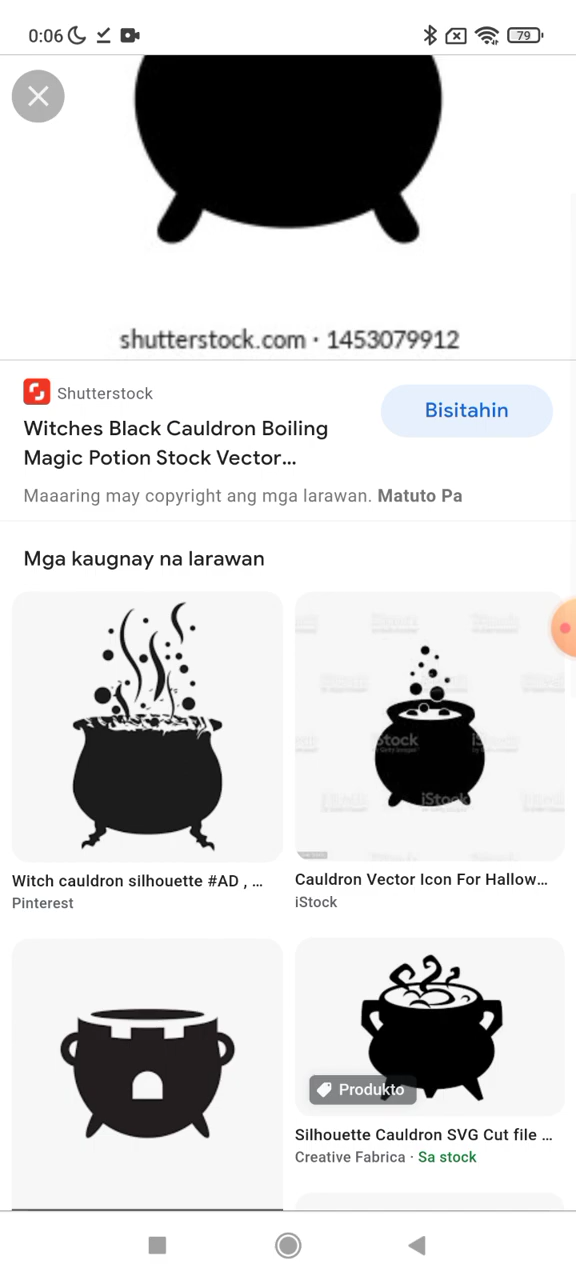 0:06
79
shutterstock.com · 1453079912
Shutterstock
Bisitahin
Witches Black Cauldron Boiling
Magic Potion Stock Vector...
Maaaring may copyright ang mga larawan. Matuto Pa
Mga kaugnay na larawan
iStock
iStock
Witch cauldron silhouette #AD , ...
Pinterest
Cauldron Vector Icon For Hallow...
iStock
Produkto
Silhouette Cauldron SVG Cut file ...
Creative Fabrica · Sa stock